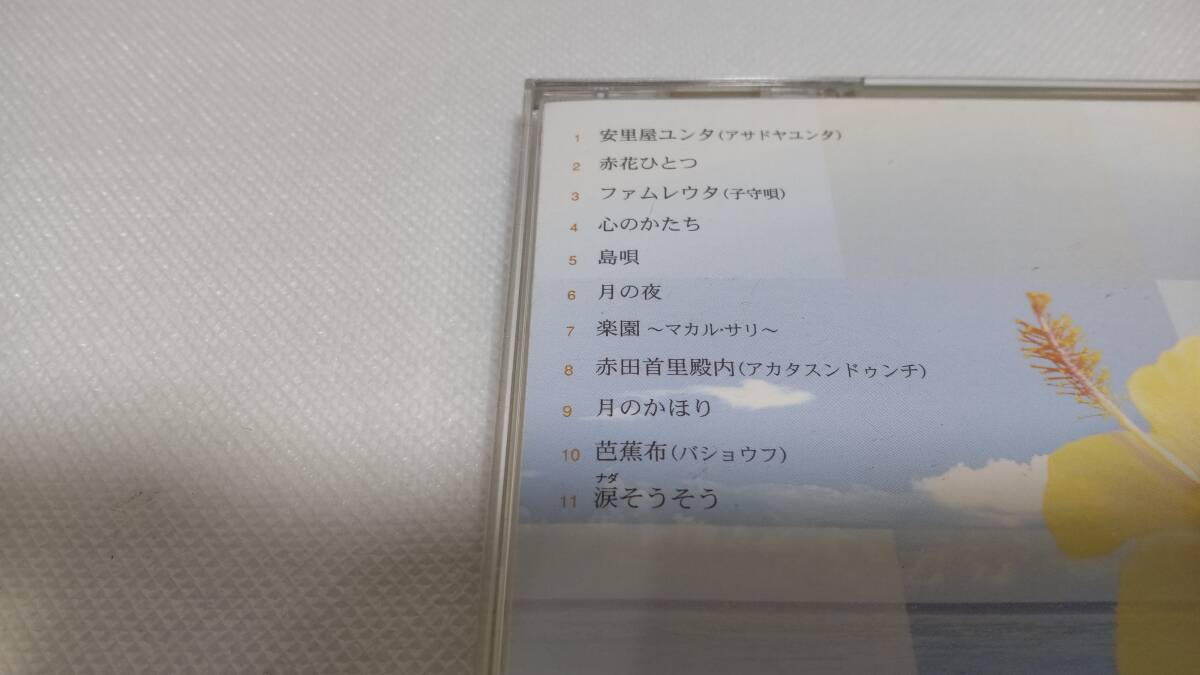 1 安里屋ユンタ(アサドヤユンタ)
2 赤花ひとつ
3 ファムレウタ(子守唄)
4 心のかたち
5 島唄
6 月の夜
7 楽園 ～マカル・サリ～
8 赤田首里殿内(アカタスンドゥンチ)
9 月のかほり
10 芭蕉布(バショウフ)
ナダ
11 涙そうそう